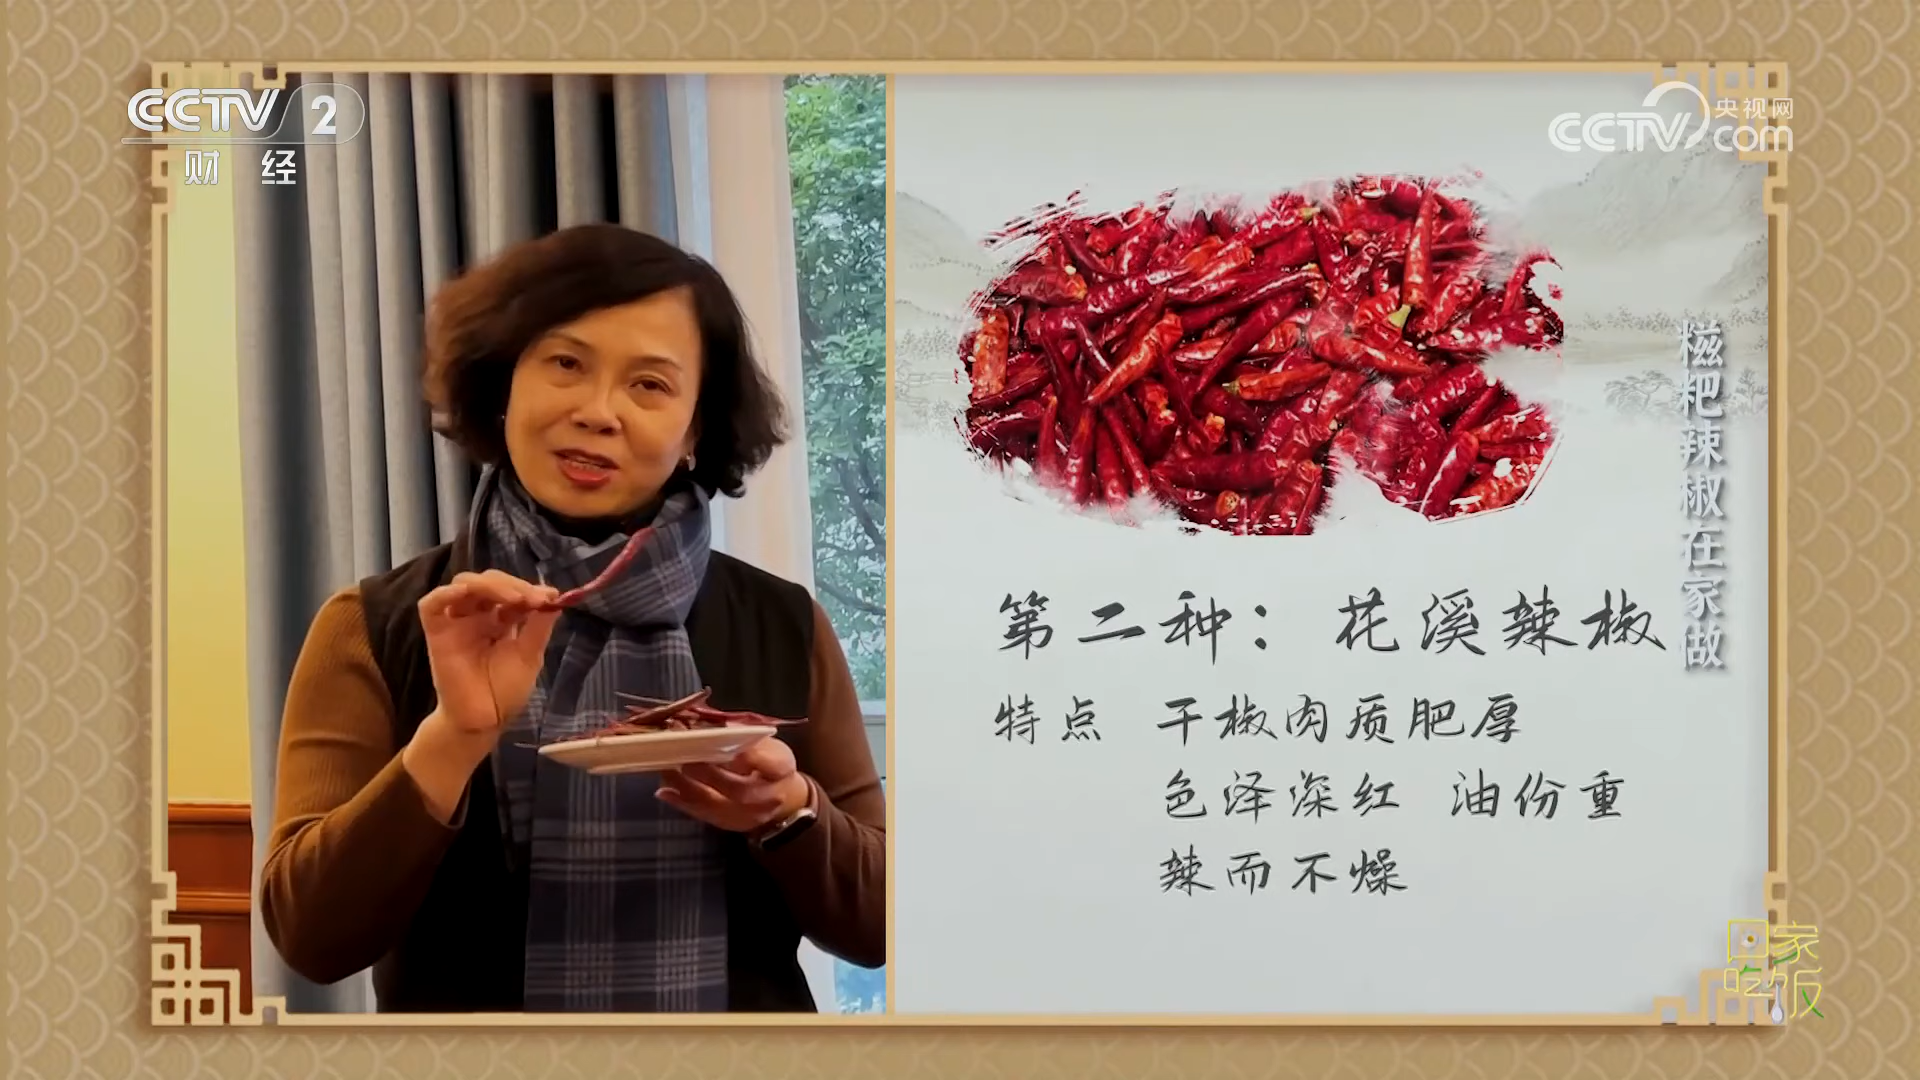 CCTV 2
财经
央视网
CCTV.com
糍粑辣椒在家做
第二种：花溪辣椒
特点 干椒肉质肥厚
色泽深红 油份重
辣而不燥
回家吃饭